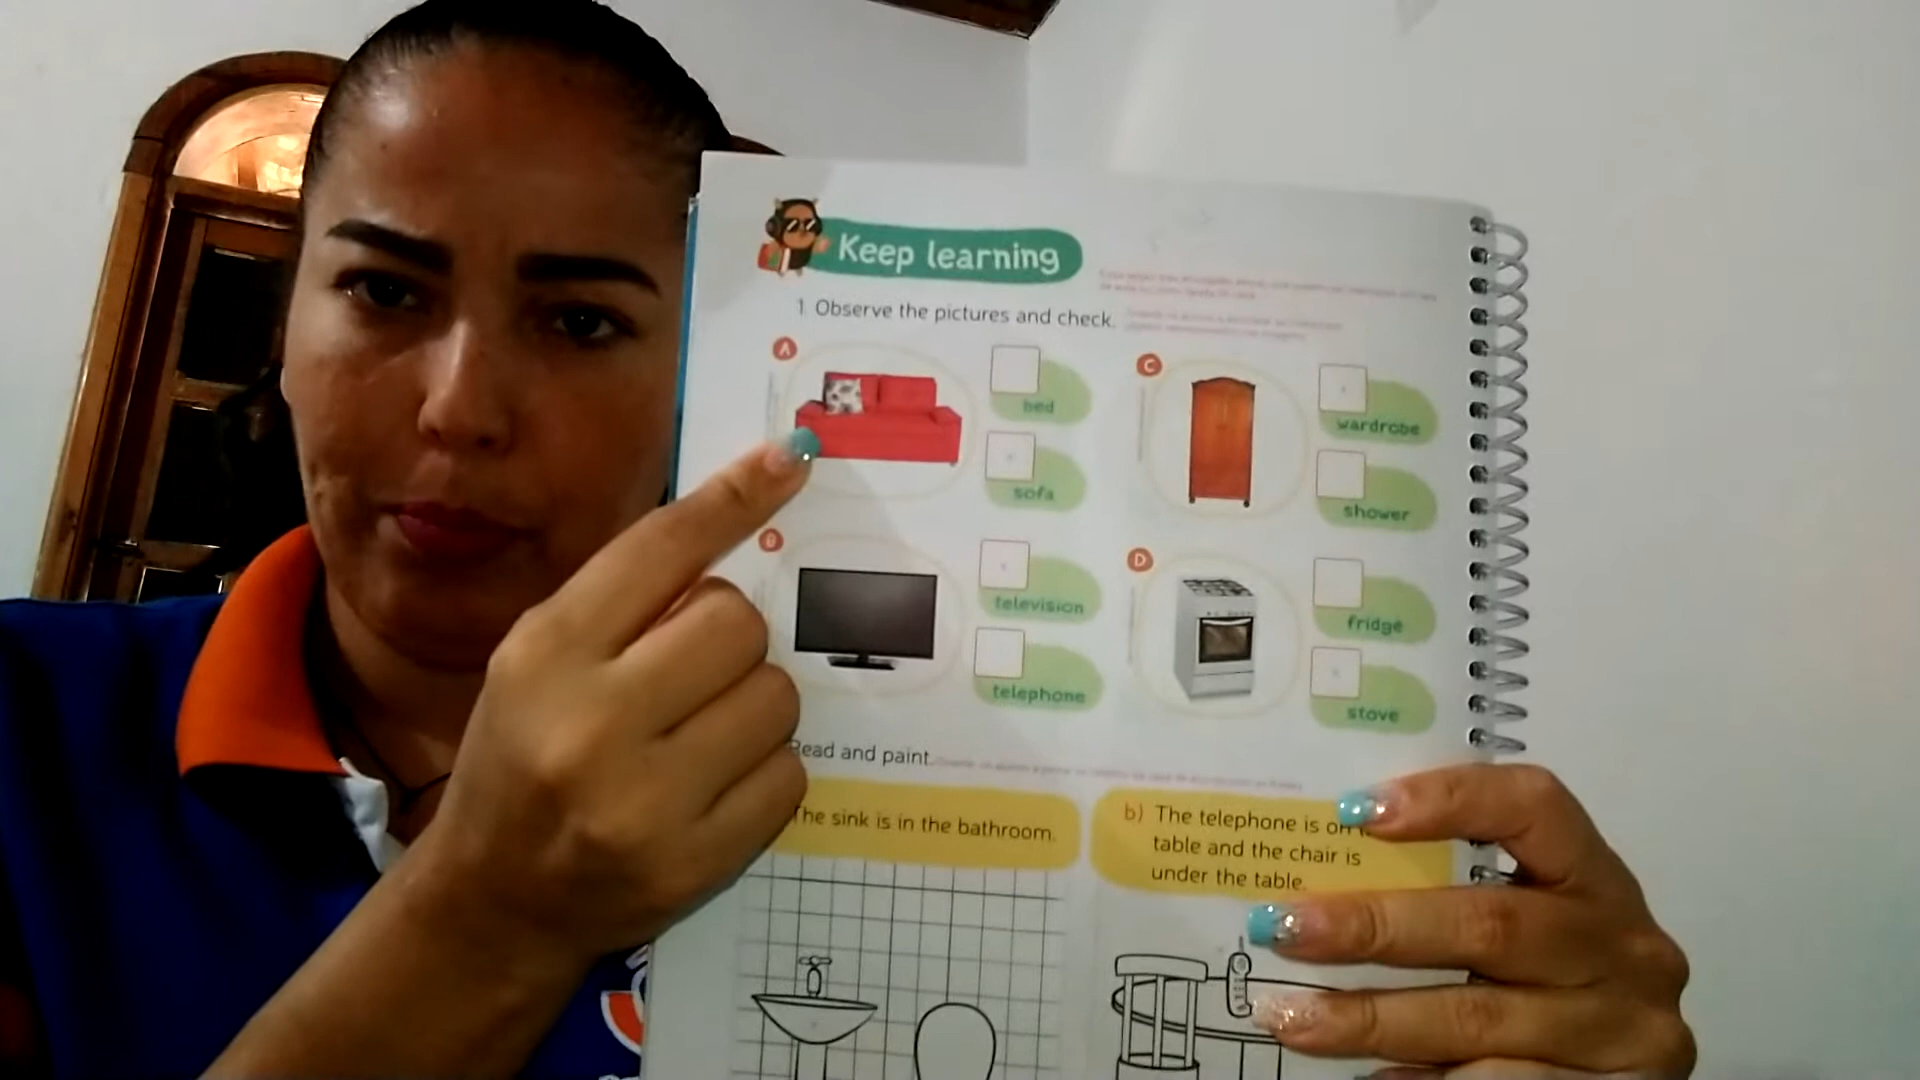 Keep learning
1 Observe the pictures and check.
A
bed
sofa
B
television
telephone
C
wardrobe
shower
D
fridge
stove
Read and paint.
The sink is in the bathroom.
b) The telephone is on
table and the chair is
under the table.